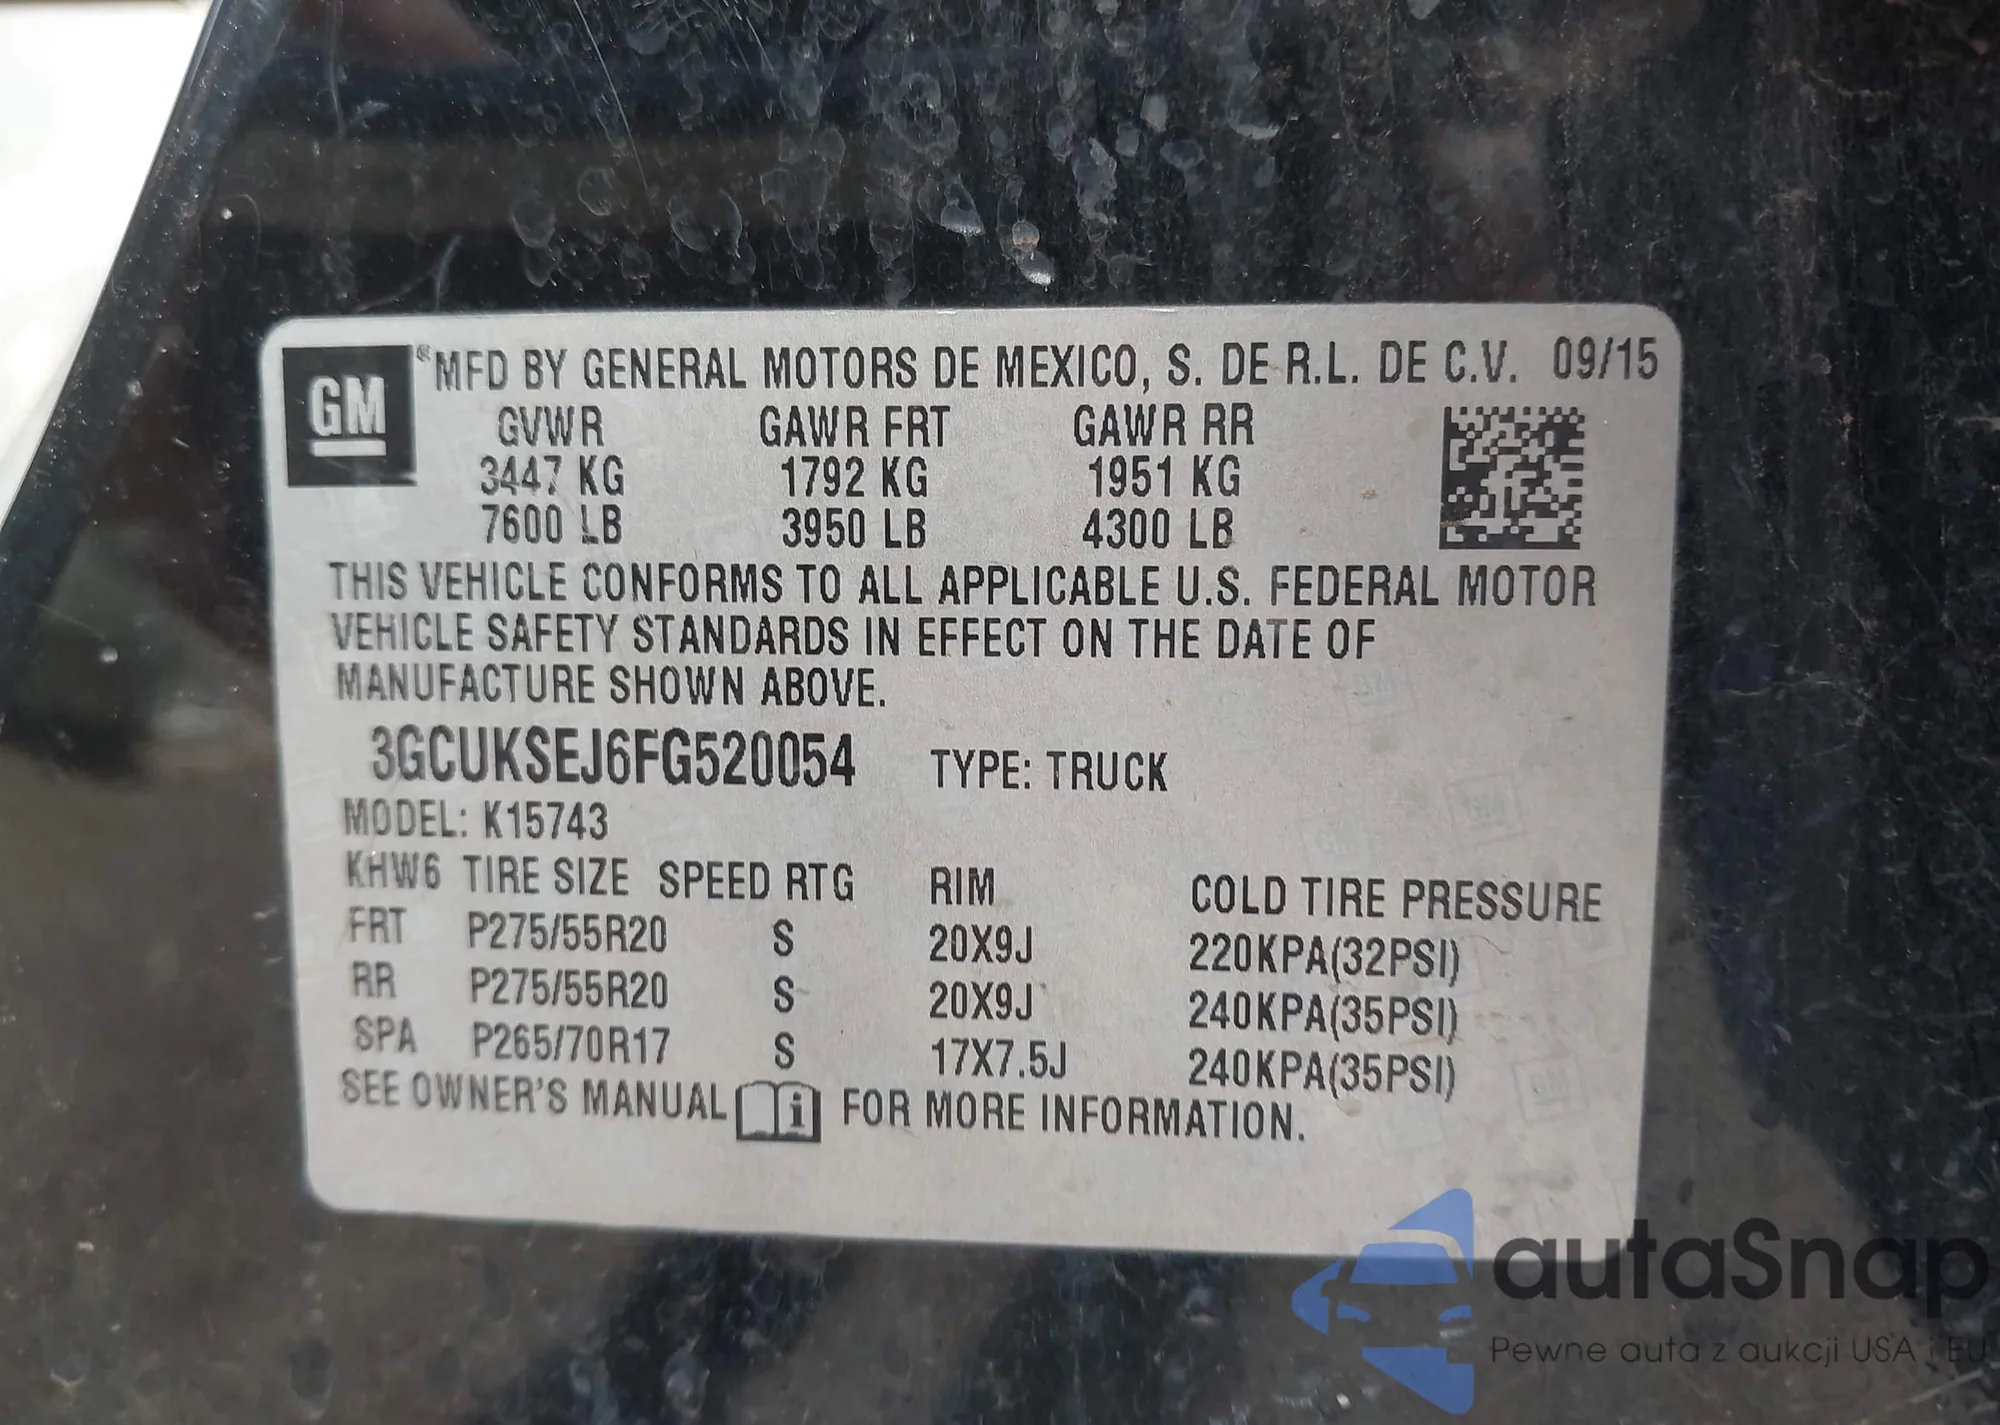 GM
® MFD BY GENERAL MOTORS DE MEXICO, S. DE R.L. DE C.V. 09/15
GVWR GAWR FRT GAWR RR
3447 KG 1792 KG 1951 KG
7600 LB 3950 LB 4300 LB
THIS VEHICLE CONFORMS TO ALL APPLICABLE U.S. FEDERAL MOTOR
VEHICLE SAFETY STANDARDS IN EFFECT ON THE DATE OF
MANUFACTURE SHOWN ABOVE.
3GCUKSEJ6FG520054 TYPE: TRUCK
MODEL: K15743
KHW6 TIRE SIZE SPEED RTG RIM COLD TIRE PRESSURE
FRT P275/55R20 S 20X9J 220KPA(32PSI)
RR P275/55R20 S 20X9J 240KPA(35PSI)
SPA P265/70R17 S 17X7.5J 240KPA(35PSI)
SEE OWNER'S MANUAL i FOR MORE INFORMATION.
autaSnap
Pewne auta z aukcji USA i EU